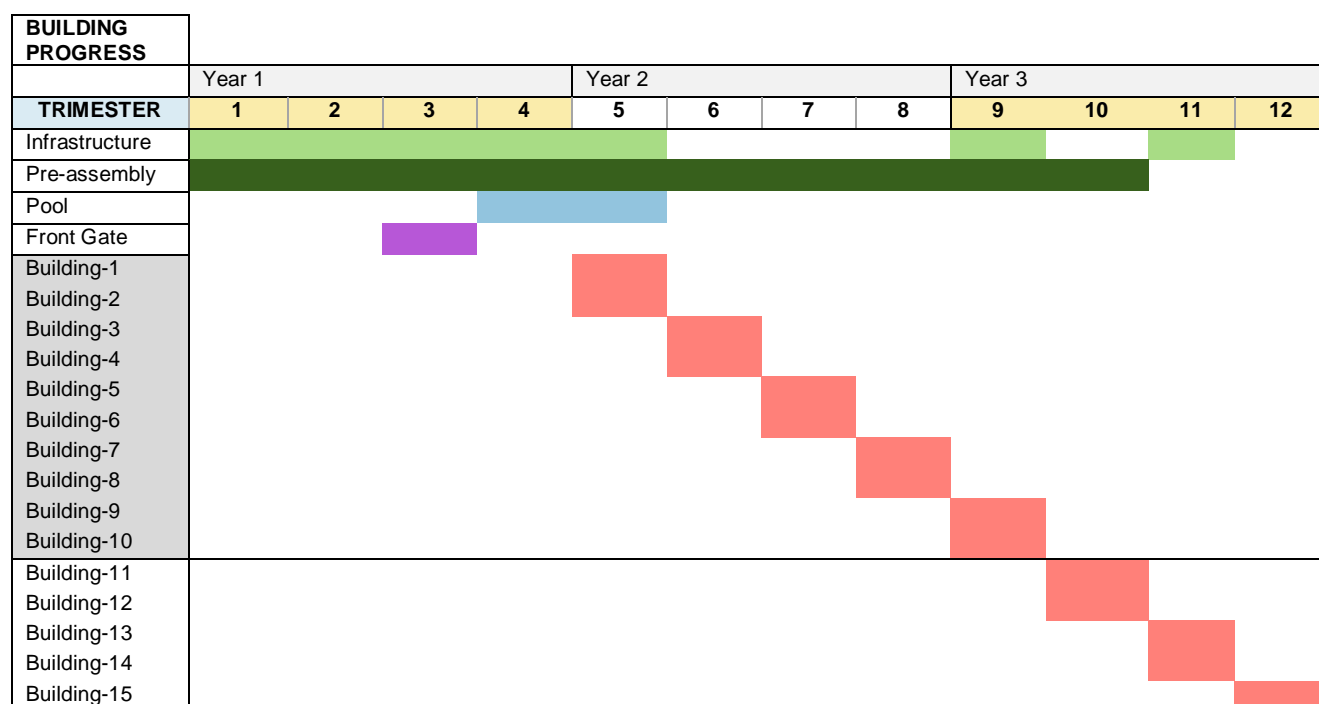 BUILDING
PROGRESS
Year 1 Year 2 Year 3
TRIMESTER 1 2 3 4 5 6 7 8 9 10 11 12
Infrastructure
Pre-assembly
Pool
Front Gate
Building-1
Building-2
Building-3
Building-4
Building-5
Building-6
Building-7
Building-8
Building-9
Building-10
Building-11
Building-12
Building-13
Building-14
Building-15